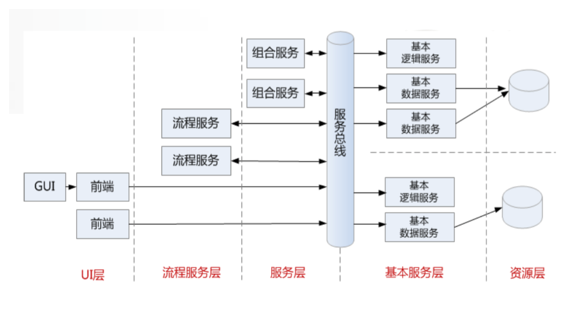 组合服务
组合服务
流程服务
流程服务
GUI
前端
前端
服务总线
基本
逻辑服务
基本
数据服务
基本
数据服务
基本
逻辑服务
基本
数据服务
UI层
流程服务层
服务层
基本服务层
资源层